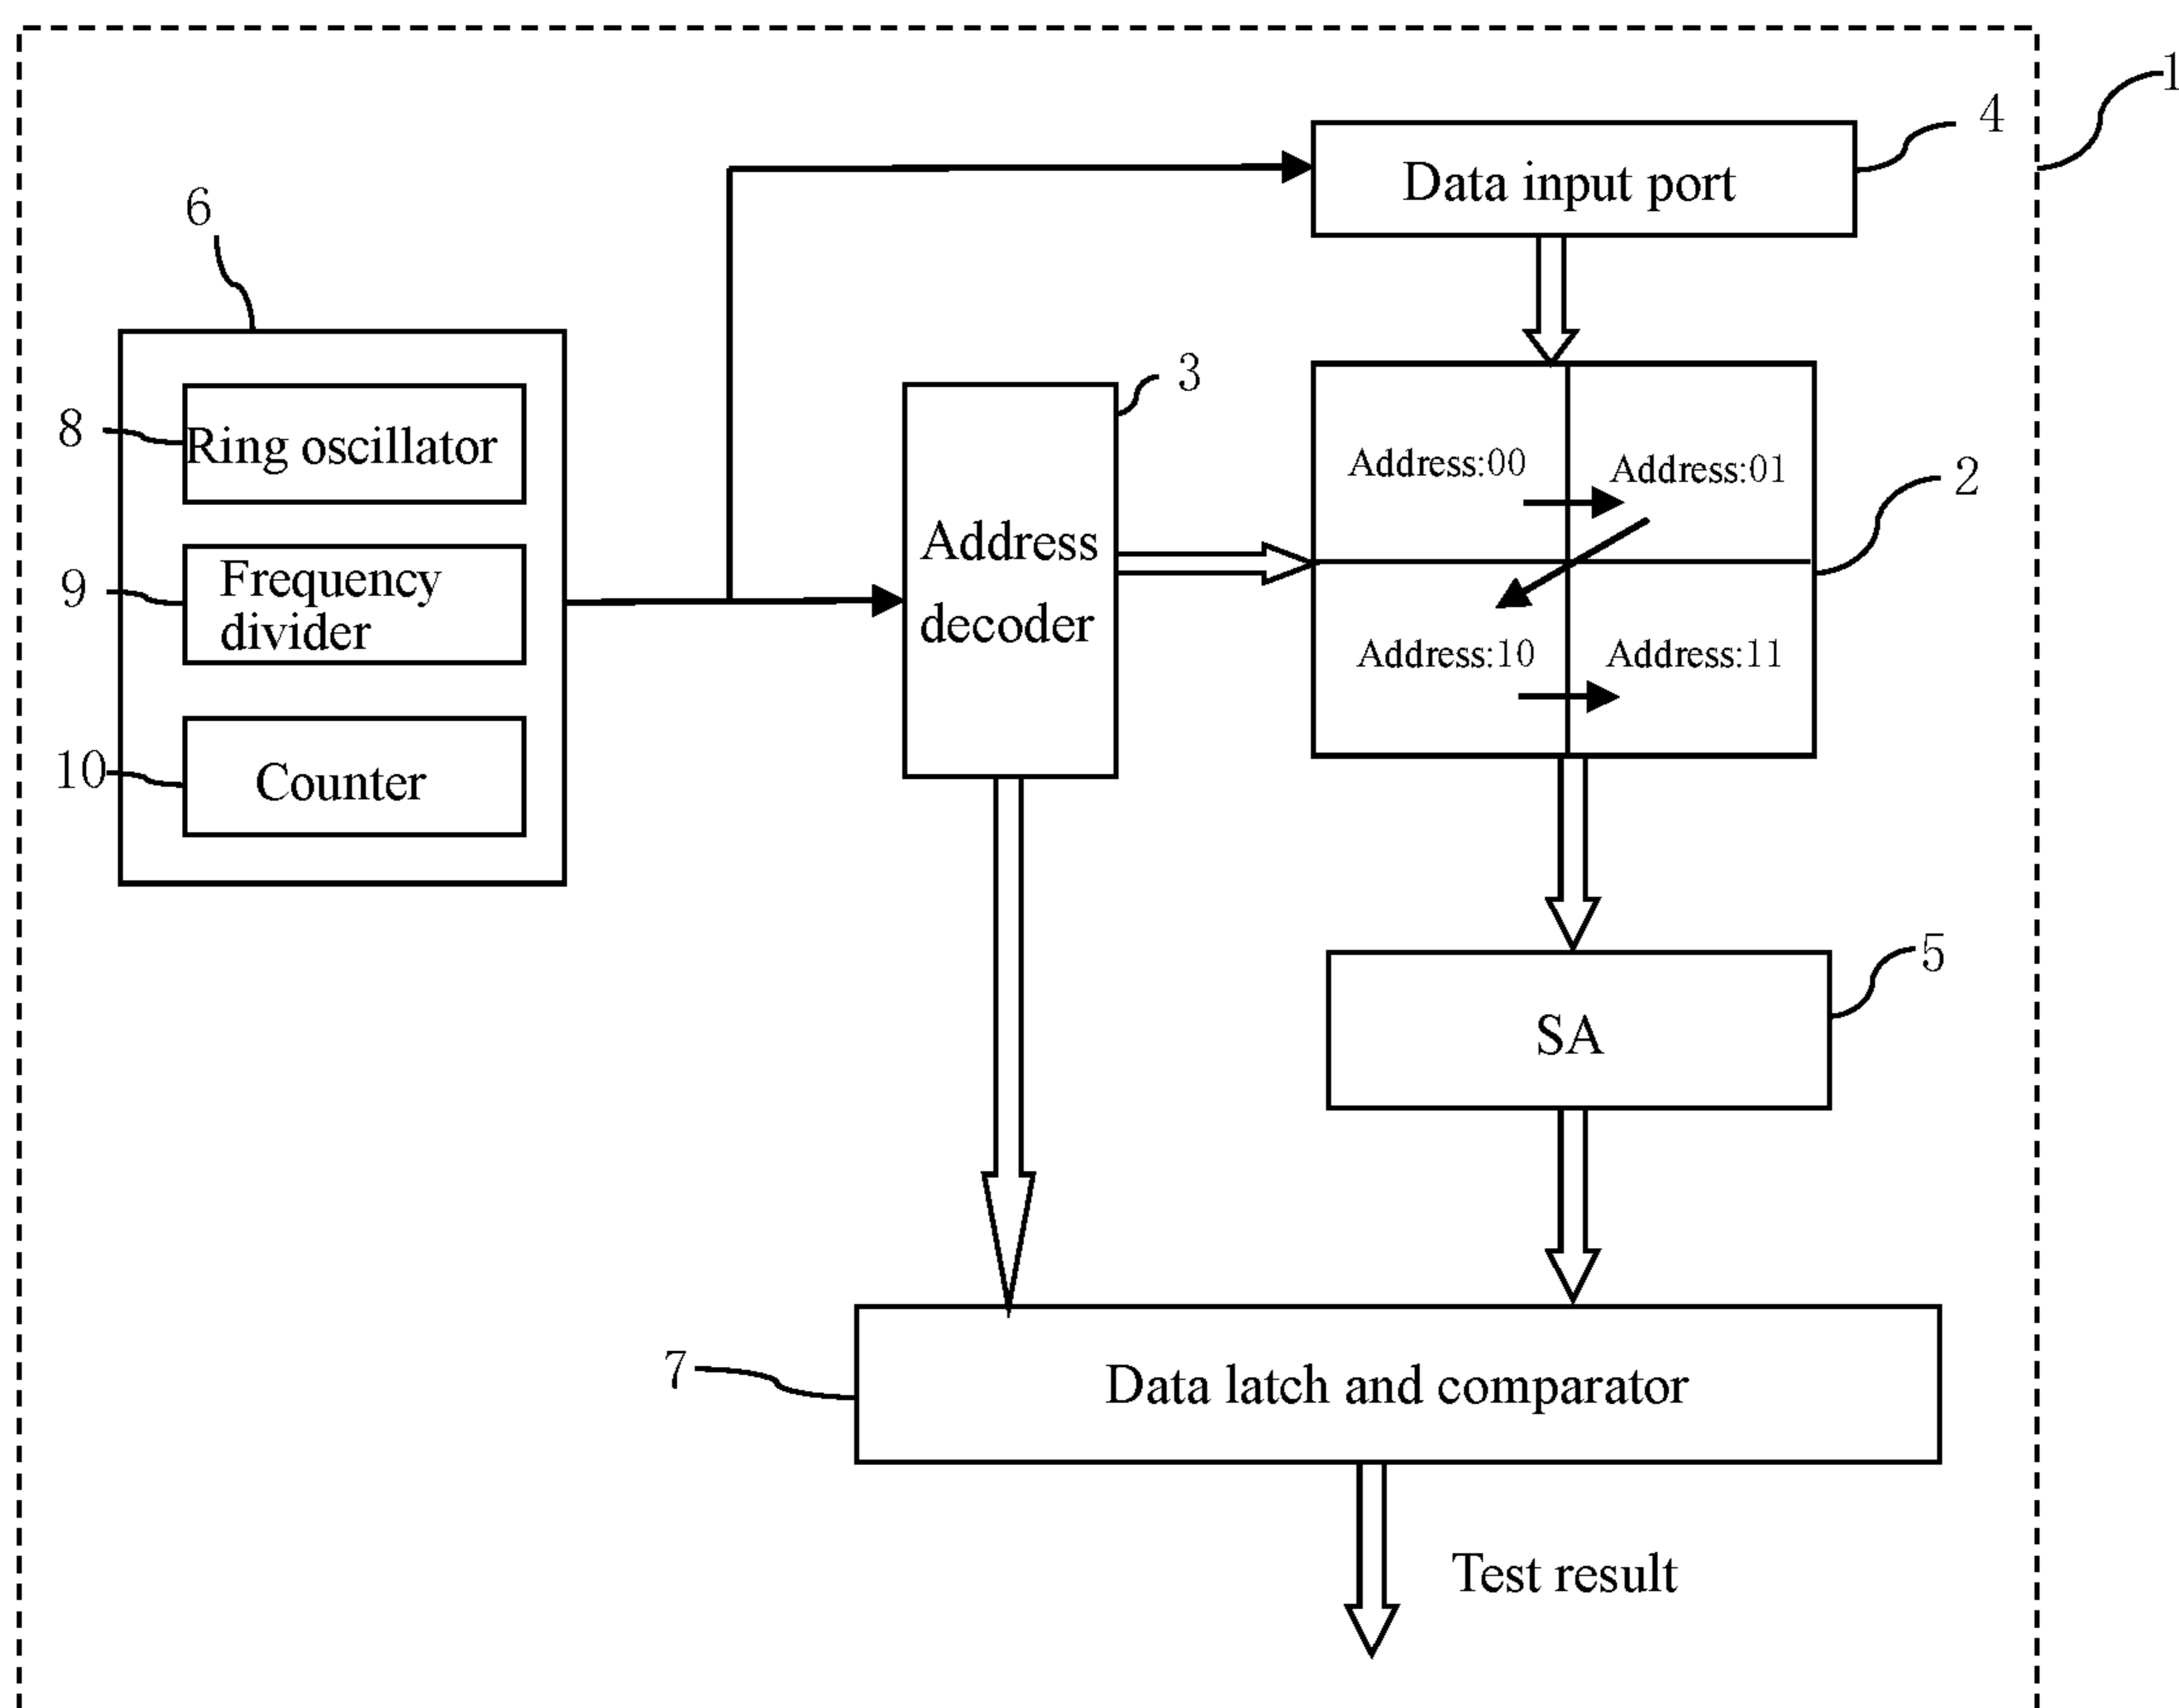 1
4
Data input port
6
3
8
Ring oscillator
Address:00
Address:01
2
9
Frequency
divider
Address
decoder
Address:10
Address:11
10
Counter
5
SA
7
Data latch and comparator
Test result